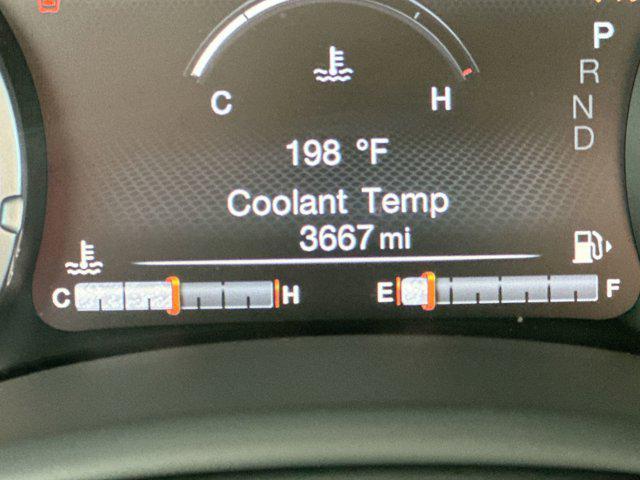 P
R
N
D
C H
198 °F
Coolant Temp
3667 mi
C H E F